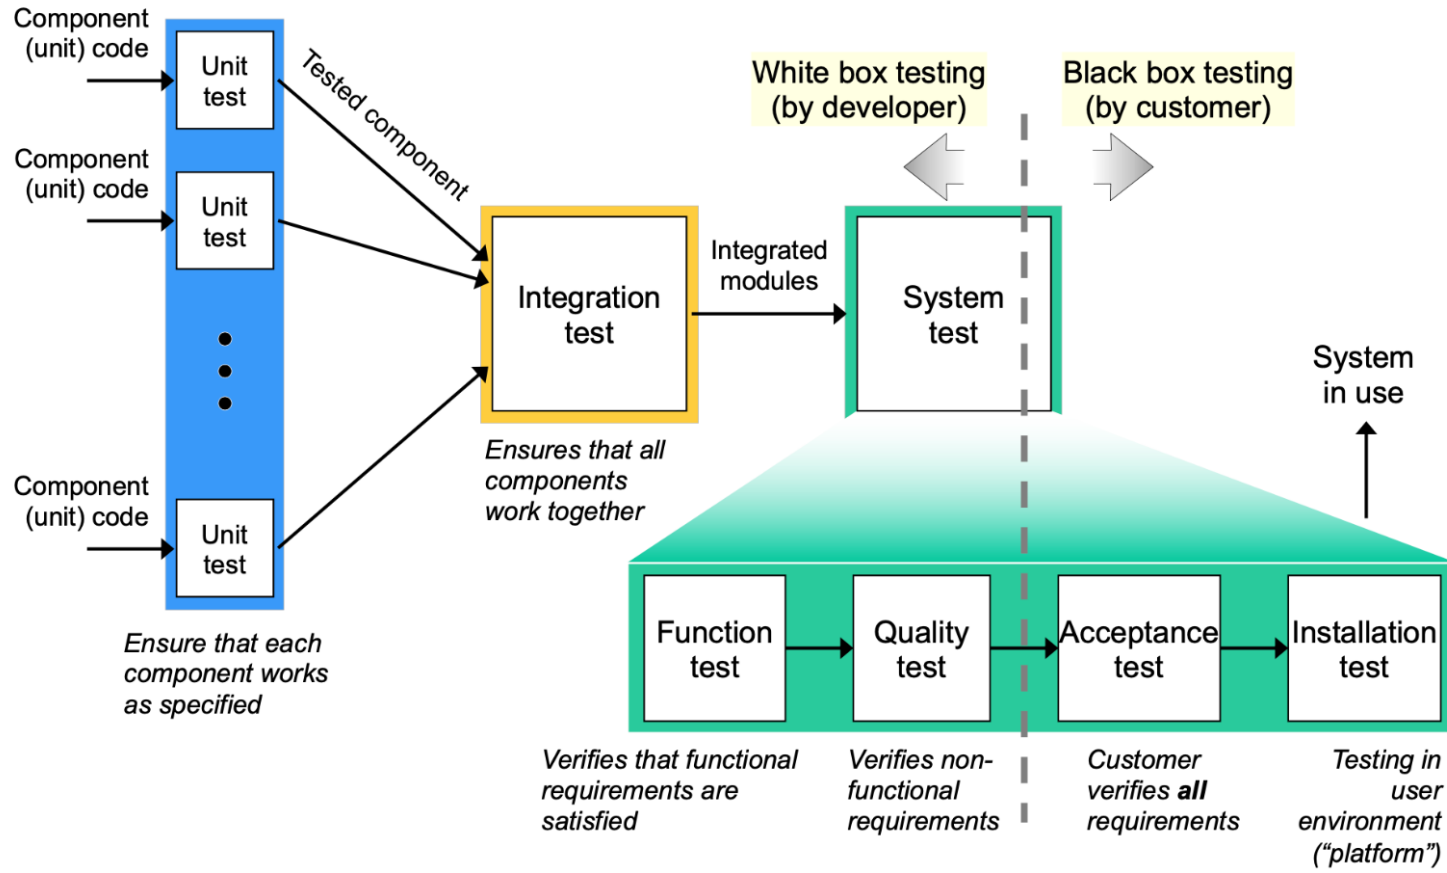 Component
(unit) code
Unit
test
Tested component
Component
(unit) code
Unit
test
Component
(unit) code
Unit
test
Ensure that each
component works
as specified
Integration
test
Ensures that all
components
work together
Integrated
modules
White box testing
(by developer)
Black box testing
(by customer)
System
test
System
in use
Function
test
Quality
test
Acceptance
test
Installation
test
Verifies that functional
requirements are
satisfied
Verifies non-
functional
requirements
Customer
verifies all
requirements
Testing in
user
environment
(“platform”)